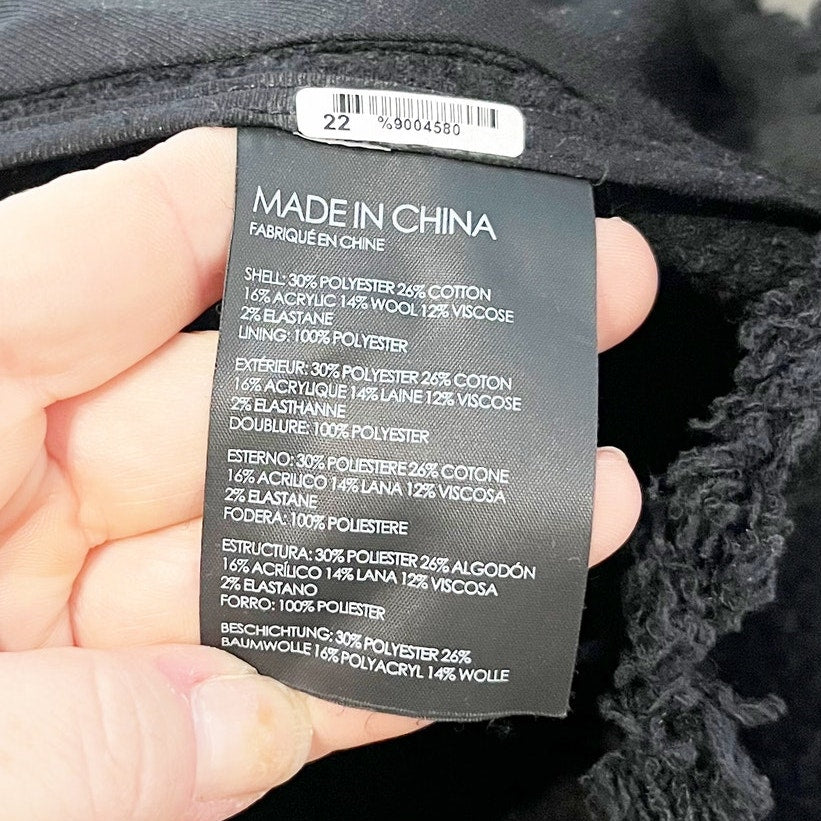 22 %9004580
MADE IN CHINA
FABRIQUÉ EN CHINE
SHELL: 30% POLYESTER 26% COTTON
16% ACRYLIC 14% WOOL 12% VISCOSE
2% ELASTANE
LINING: 100% POLYESTER
EXTÉRIEUR: 30% POLYESTER 26% COTON
16% ACRYLIQUE 14% LAINE 12% VISCOSE
2% ELASTHANNE
DOUBLURE: 100% POLYESTER
ESTERNO: 30% POLIESTERE 26% COTONE
16% ACRILICO 14% LANA 12% VISCOSA
2% ELASTANE
FODERA: 100% POLIESTERE
ESTRUCTURA: 30% POLIESTER 26% ALGODÓN
16% ACRÍLICO 14% LANA 12% VISCOSA
2% ELASTANO
FORRO: 100% POLIESTER
BESCHICHTUNG: 30% POLYESTER 26%
BAUMWOLLE 16% POLYACRYL 14% WOLLE